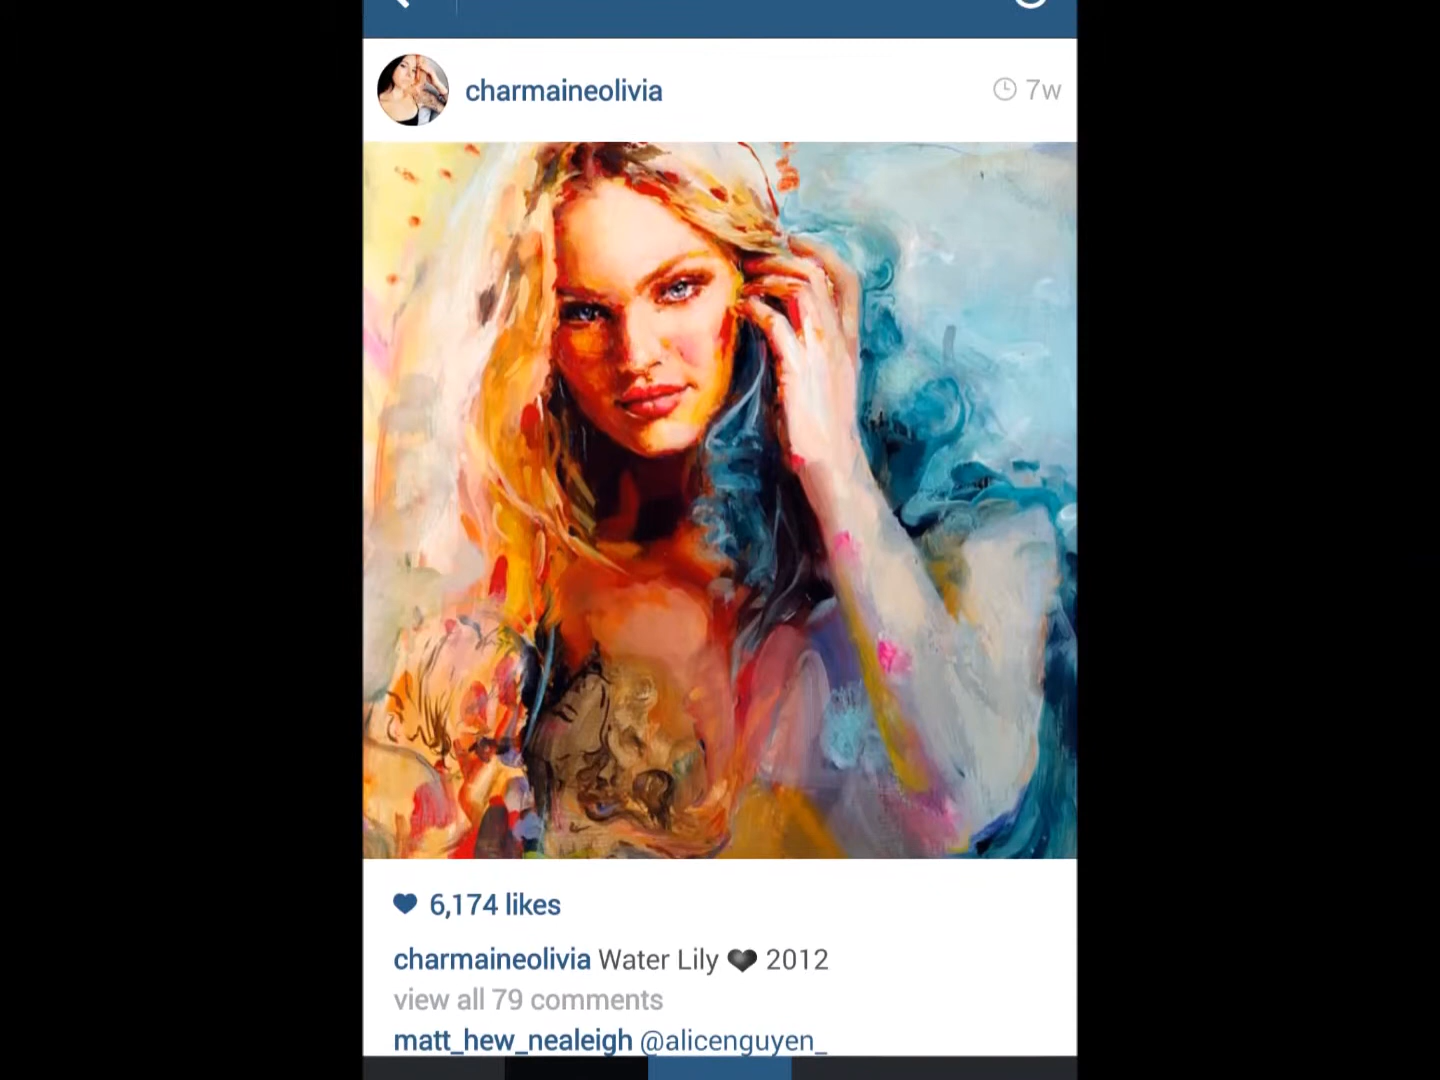 charmaineolivia
7w
6,174 likes
charmaineolivia Water Lily 🖤 2012
view all 79 comments
matt_hew_nealeigh @alicenguyen_